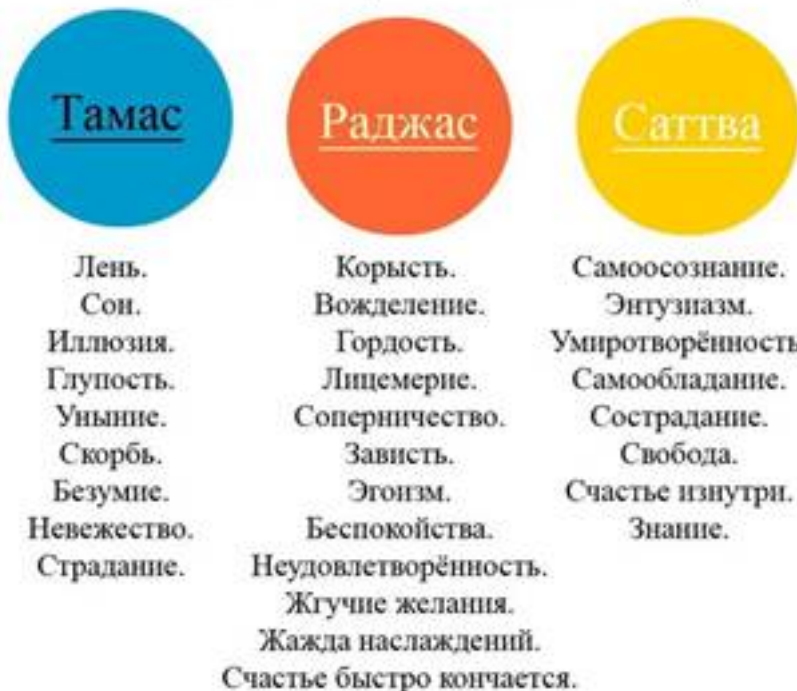 Тамас
Раджас
Саттва
Лень.
Сон.
Иллюзия.
Глупость.
Уныние.
Скорбь.
Безумие.
Невежество.
Страдание.
Корысть.
Вожделение.
Гордость.
Лицемерие.
Соперничество.
Зависть.
Эгоизм.
Беспокойства.
Неудовлетворённость.
Жгучие желания.
Жажда наслаждений.
Счастье быстро кончается.
Самоосознание.
Энтузиазм.
Умиротворённость
Самообладание.
Сострадание.
Свобода.
Счастье изнутри.
Знание.